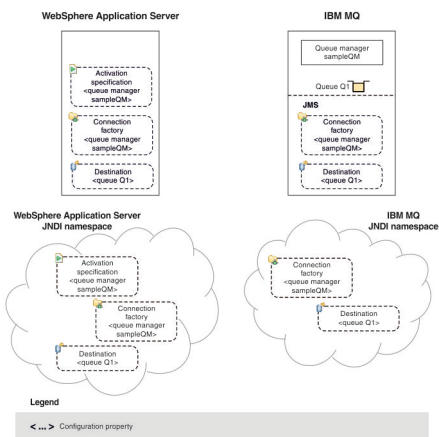 WebSphere Application Server
Activation
specification
<queue manager
sampleQM>
Connection
factory
<queue manager
sampleQM>
Destination
<queue Q1>
IBM MQ
Queue manager
sampleQM
Queue Q1
JMS
Connection
factory
<queue manager
sampleQM>
Destination
<queue Q1>
WebSphere Application Server
JNDI namespace
Activation
specification
<queue manager
sampleQM>
Connection
factory
<queue manager
sampleQM>
Destination
<queue Q1>
IBM MQ
JNDI namespace
Connection
factory
<queue manager
sampleQM>
Destination
<queue Q1>
Legend
< ... > Configuration property